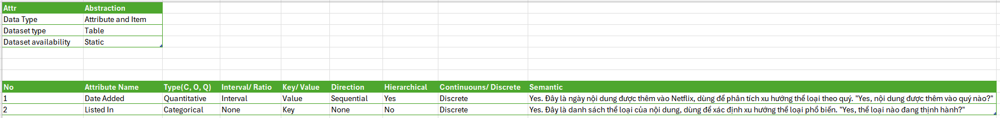 Attr Abstraction
Data Type Attribute and Item
Dataset type Table
Dataset availability Static
No Attribute Name Type(C, O, Q) Interval/ Ratio Key/ Value Direction Hierarchical Continuouns/ Discrete Semantic
1 Date Added Quantitative Interval Value Sequential Yes Discrete Yes. Đây là ngày nội dung được thêm vào Netflix, dùng để phân tích xu hướng thể loại theo quý. "Yes, nội dung được thêm vào quý nào?"
2 Listed In Categorical None Key None No Discrete Yes. Đây là danh sách thể loại của nội dung, dùng để xác định xu hướng thể loại phổ biến. "Yes, thể loại nào đang thịnh hành?"